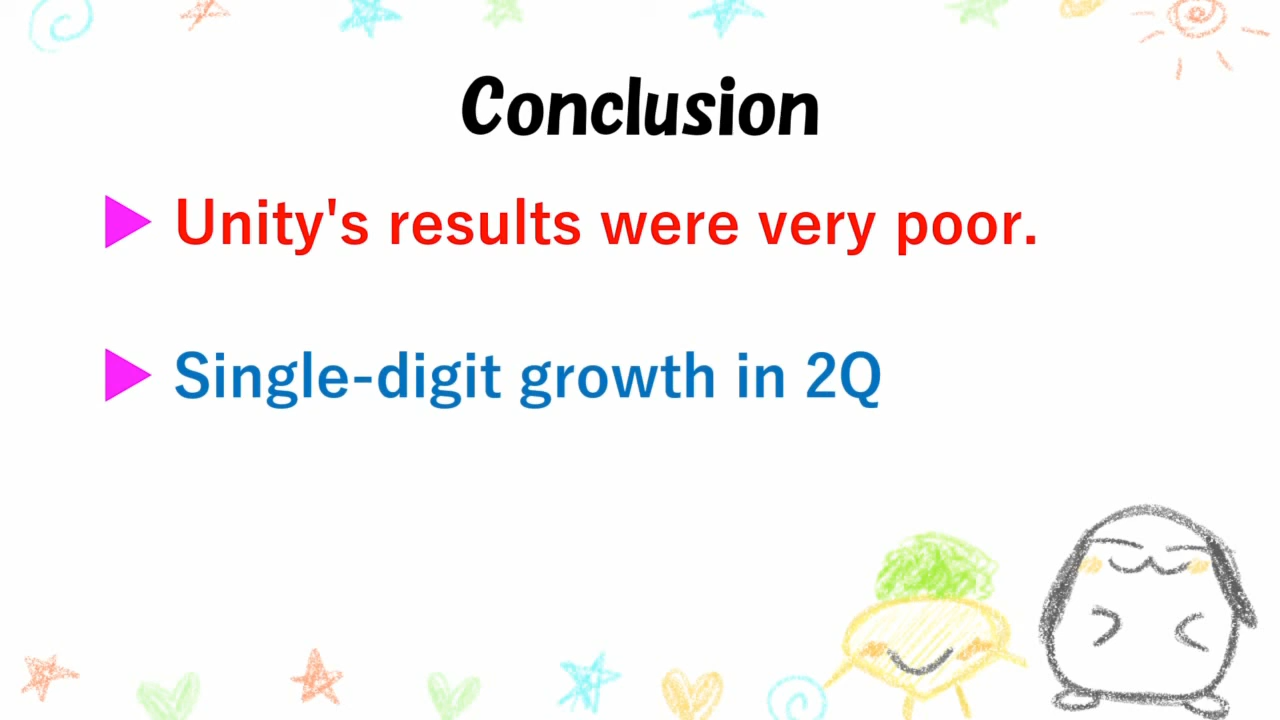 Conclusion
Unity's results were very poor.
Single-digit growth in 2Q